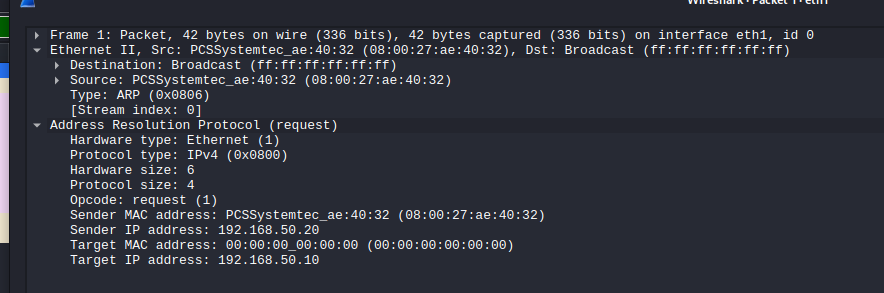 Wireshark · Packet 1 · eth1
Frame 1: Packet, 42 bytes on wire (336 bits), 42 bytes captured (336 bits) on interface eth1, id 0
Ethernet II, Src: PCSSystemtec_ae:40:32 (08:00:27:ae:40:32), Dst: Broadcast (ff:ff:ff:ff:ff:ff)
Destination: Broadcast (ff:ff:ff:ff:ff:ff)
Source: PCSSystemtec_ae:40:32 (08:00:27:ae:40:32)
Type: ARP (0x0806)
[Stream index: 0]
Address Resolution Protocol (request)
Hardware type: Ethernet (1)
Protocol type: IPv4 (0x0800)
Hardware size: 6
Protocol size: 4
Opcode: request (1)
Sender MAC address: PCSSystemtec_ae:40:32 (08:00:27:ae:40:32)
Sender IP address: 192.168.50.20
Target MAC address: 00:00:00_00:00:00 (00:00:00:00:00:00)
Target IP address: 192.168.50.10